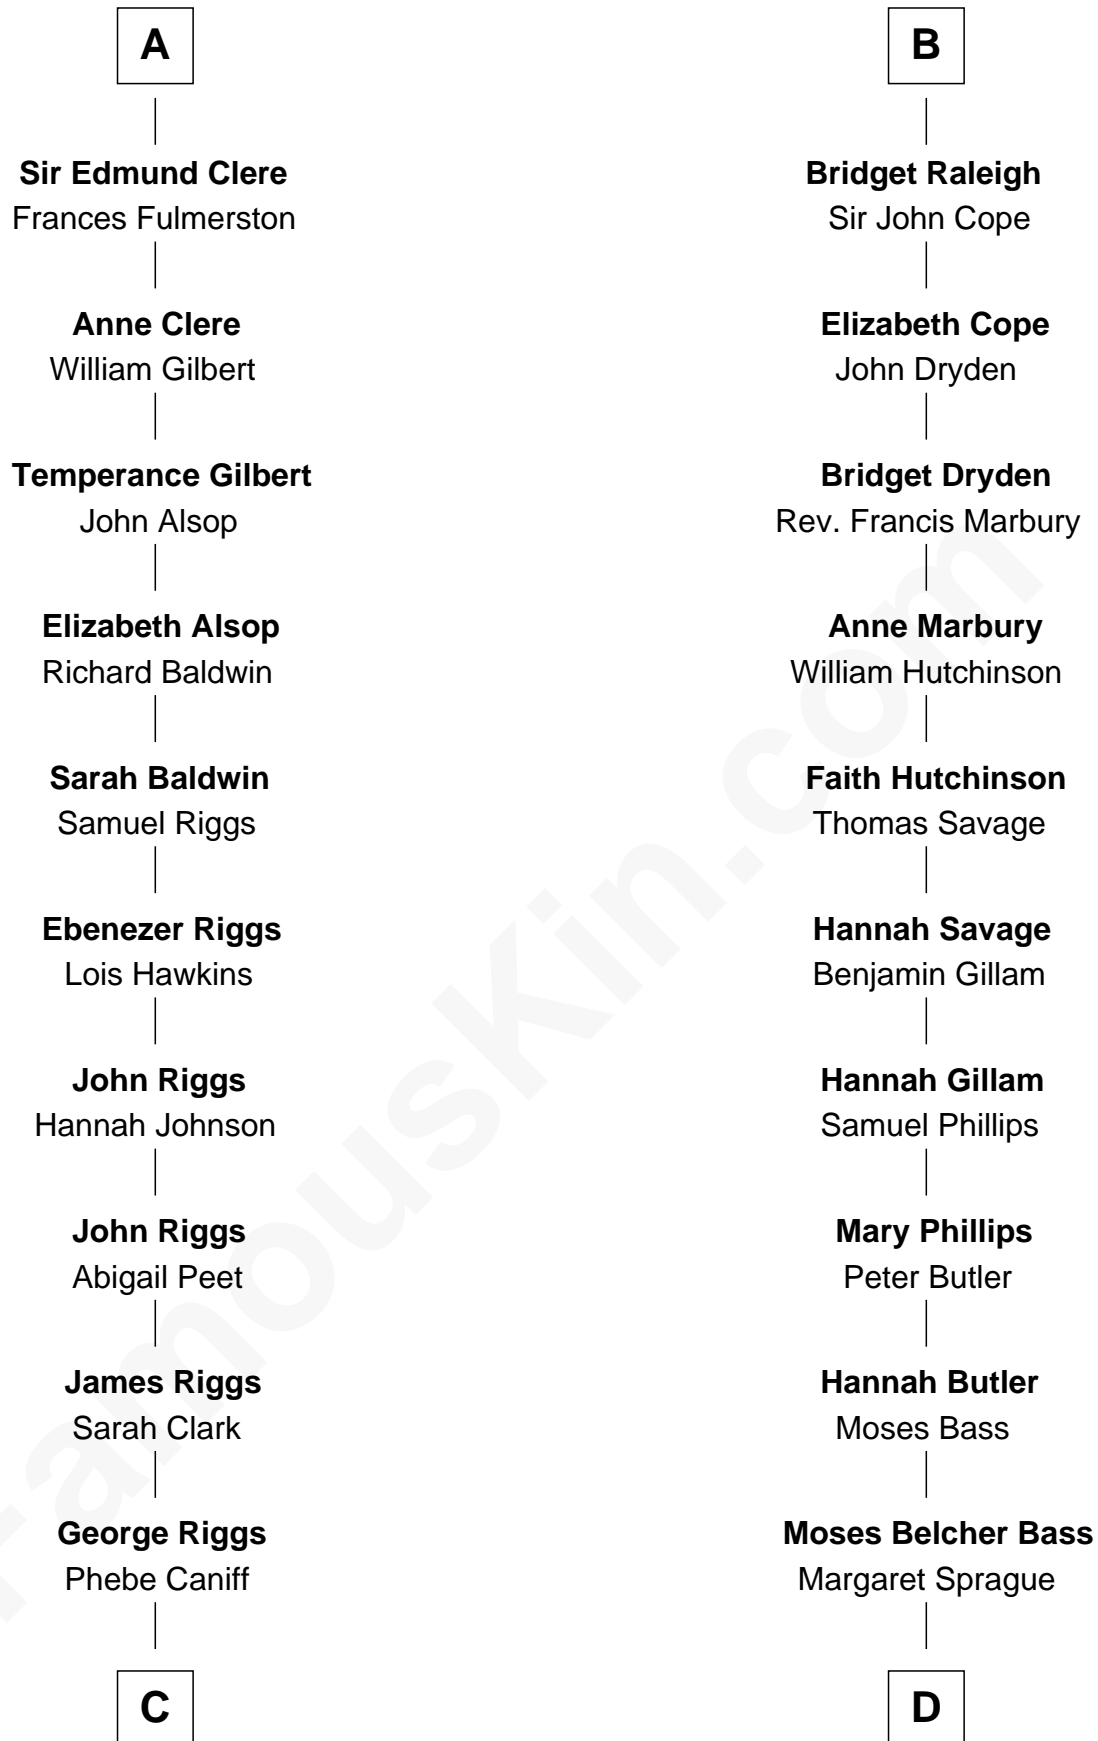 A
Sir Edmund Clere
Frances Fulmerston
Anne Clere
William Gilbert
Temperance Gilbert
John Alsop
Elizabeth Alsop
Richard Baldwin
Sarah Baldwin
Samuel Riggs
Ebenezer Riggs
Lois Hawkins
John Riggs
Hannah Johnson
John Riggs
Abigail Peet
James Riggs
Sarah Clark
George Riggs
Phebe Caniff
C
B
Bridget Raleigh
Sir John Cope
Elizabeth Cope
John Dryden
Bridget Dryden
Rev. Francis Marbury
Anne Marbury
William Hutchinson
Faith Hutchinson
Thomas Savage
Hannah Savage
Benjamin Gillam
Hannah Gillam
Samuel Phillips
Mary Phillips
Peter Butler
Hannah Butler
Moses Bass
Moses Belcher Bass
Margaret Sprague
D
FamousKin.com